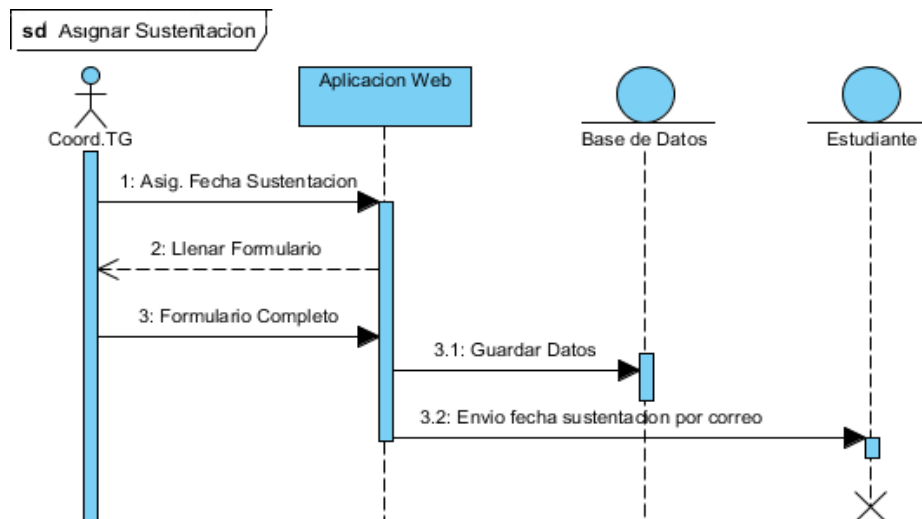 sd Asignar Sustentacion
Aplicacion Web
Coord.TG
Base de Datos
Estudiante
1: Asig. Fecha Sustentacion
2: Llenar Formulario
3: Formulario Completo
3.1: Guardar Datos
3.2: Envio fecha sustentacion por correo